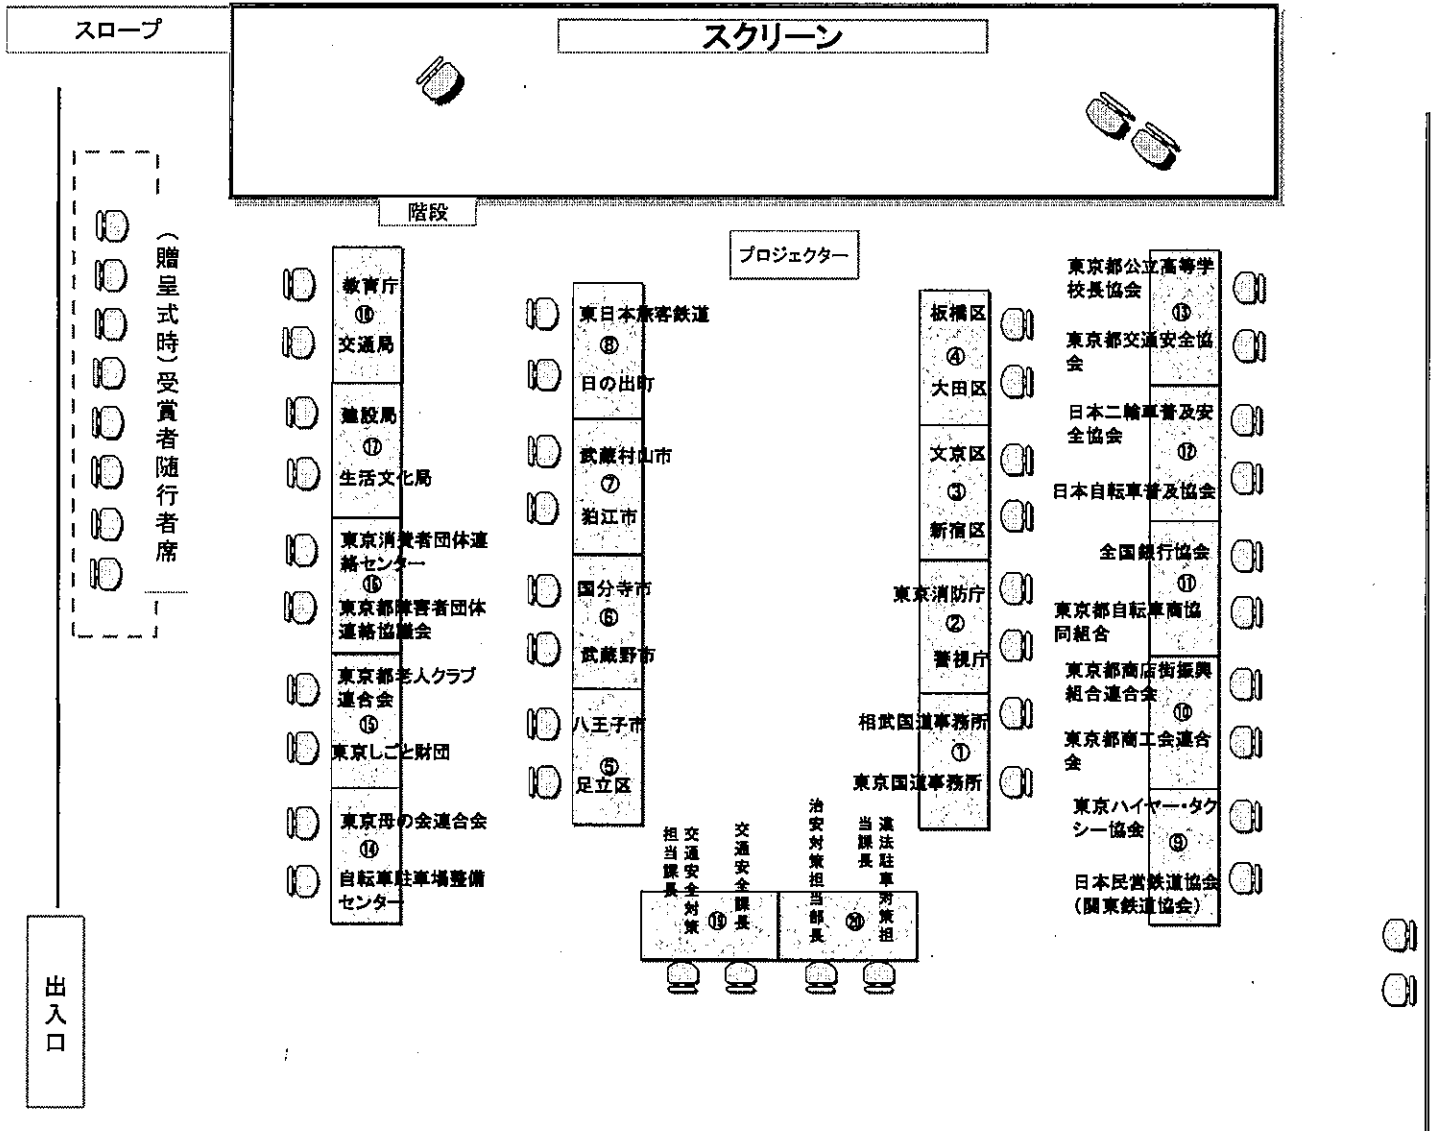 スロープ
スクリーン
階段
プロジェクター
（贈呈式時）受賞者随行者席
教育庁
⑱
交通局
建設局
⑰
生活文化局
東京消費者団体連
絡センター
⑯
東京都障害者団体
連絡協議会
東京都老人クラブ
連合会
⑮
東京しごと財団
東京母の会連合会
⑭
自転車駐車場整備
センター
東日本旅客鉄道
⑧
日の出町
武蔵村山市
⑦
狛江市
国分寺市
⑥
武蔵野市
八王子市
⑤
足立区
板橋区
④
大田区
文京区
③
新宿区
東京消防庁
②
警視庁
相武国道事務所
①
東京国道事務所
東京都公立高等学
校長協会
⑬
東京都交通安全協
会
日本二輪車普及安
全協会
⑫
日本自転車普及協会
全国銀行協会
⑪
東京都自転車商協
同組合
東京都商店街振興
組合連合会
⑩
東京都商工会連合
会
東京ハイヤー・タク
シー協会
⑨
日本民営鉄道協会
（関東鉄道協会）
交通安全対策
担当課長
⑲
交通安全課長
治安対策担当部長
⑳
違法駐車対策担
当課長
出入口